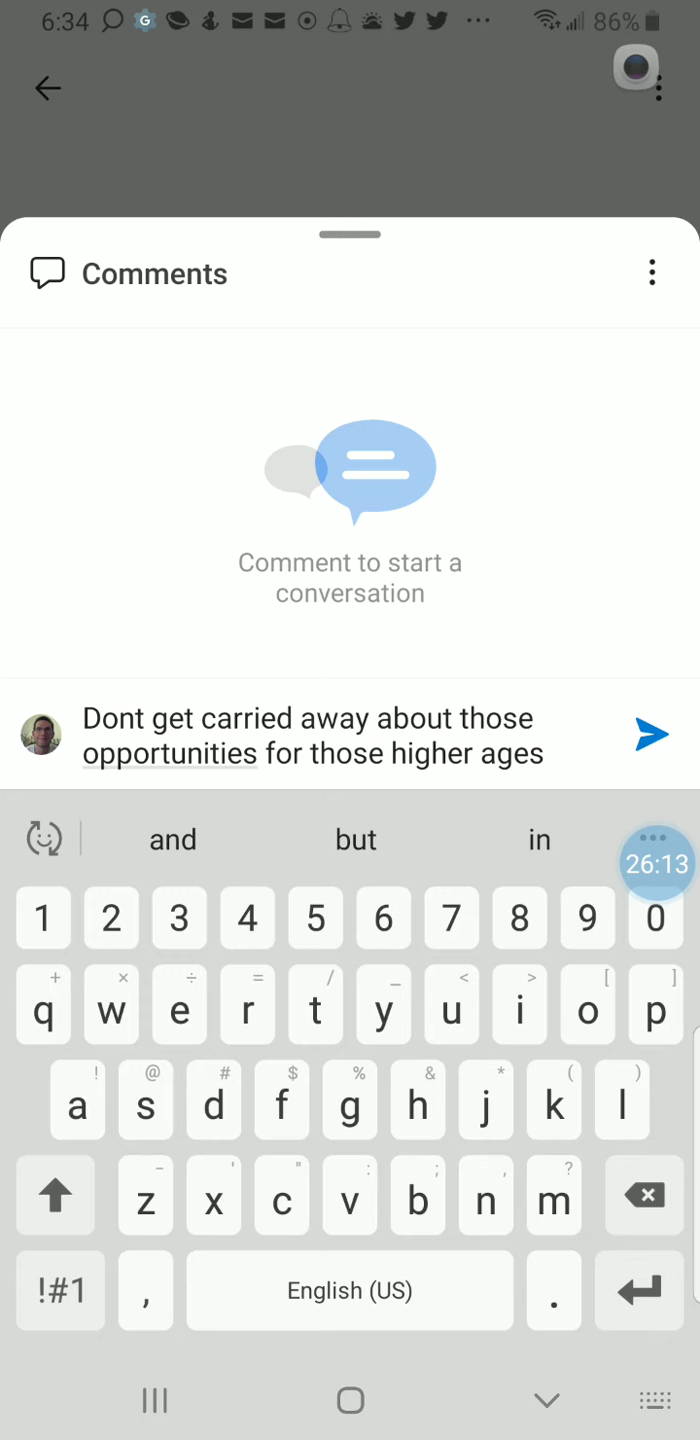 6:34 G 86%
Comments
Comment to start a
conversation
Dont get carried away about those
opportunities for those higher ages
and but in
26:13
1 2 3 4 5 6 7 8 9 0
+ × ÷ = / _ < > [ ]
q w e r t y u i o p
! @ # $ % & * ( )
a s d f g h j k l
- ' " : ; , ?
z x c v b n m
!#1 , English (US) .